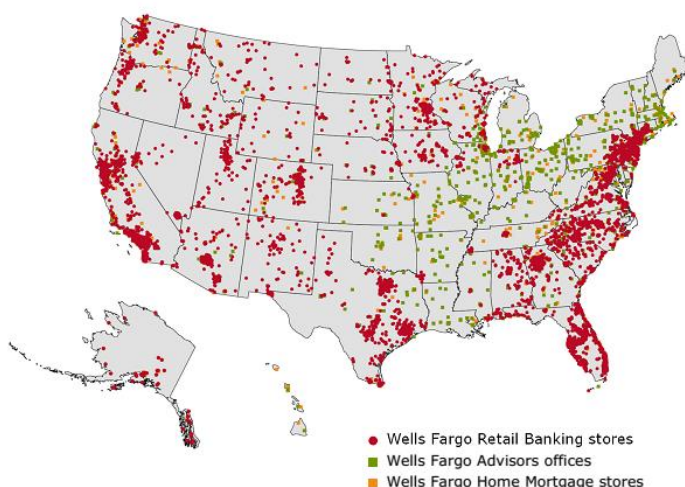 Wells Fargo Retail Banking stores
Wells Fargo Advisors offices
Wells Fargo Home Mortgage stores